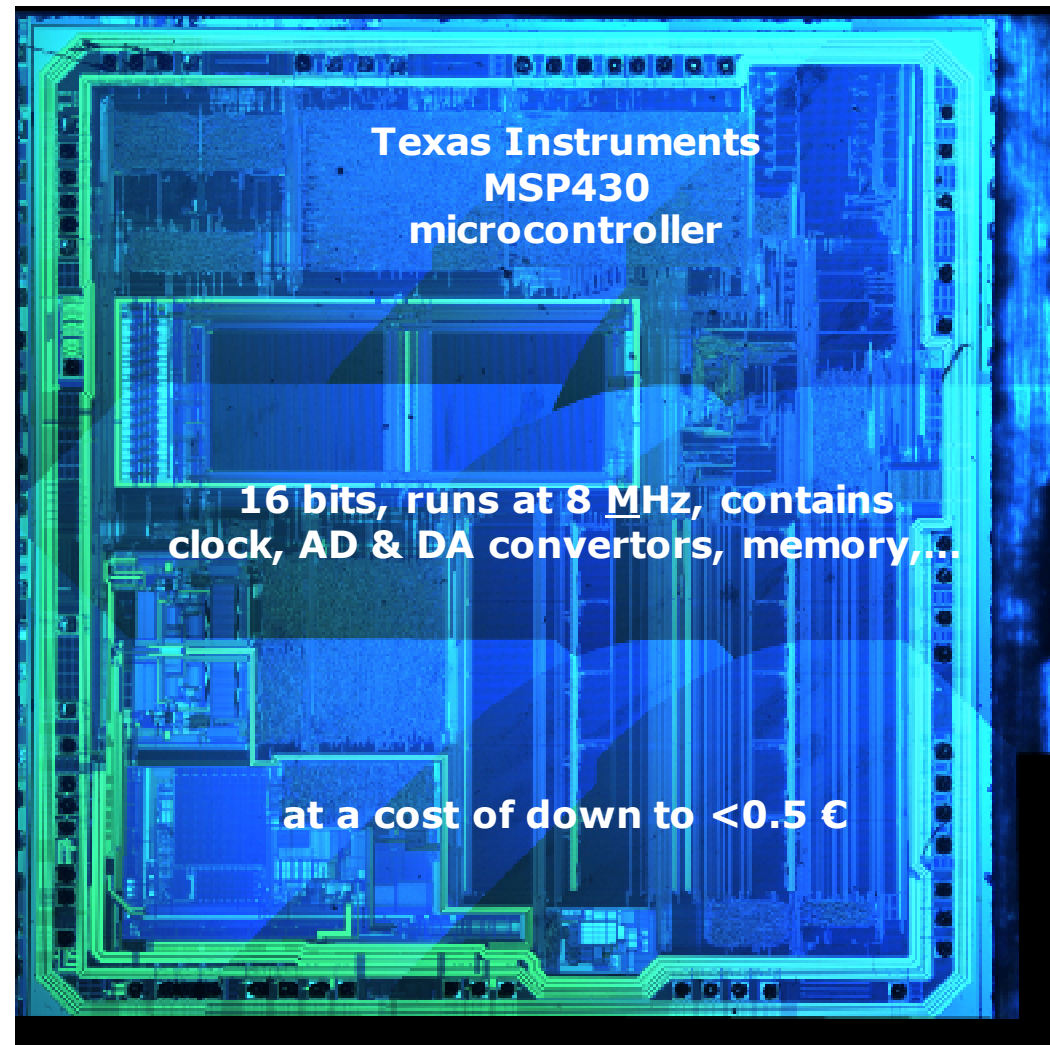 Texas Instruments
MSP430
microcontroller
16 bits, runs at 8 MHz, contains
clock, AD & DA convertors, memory,...
at a cost of down to <0.5 €